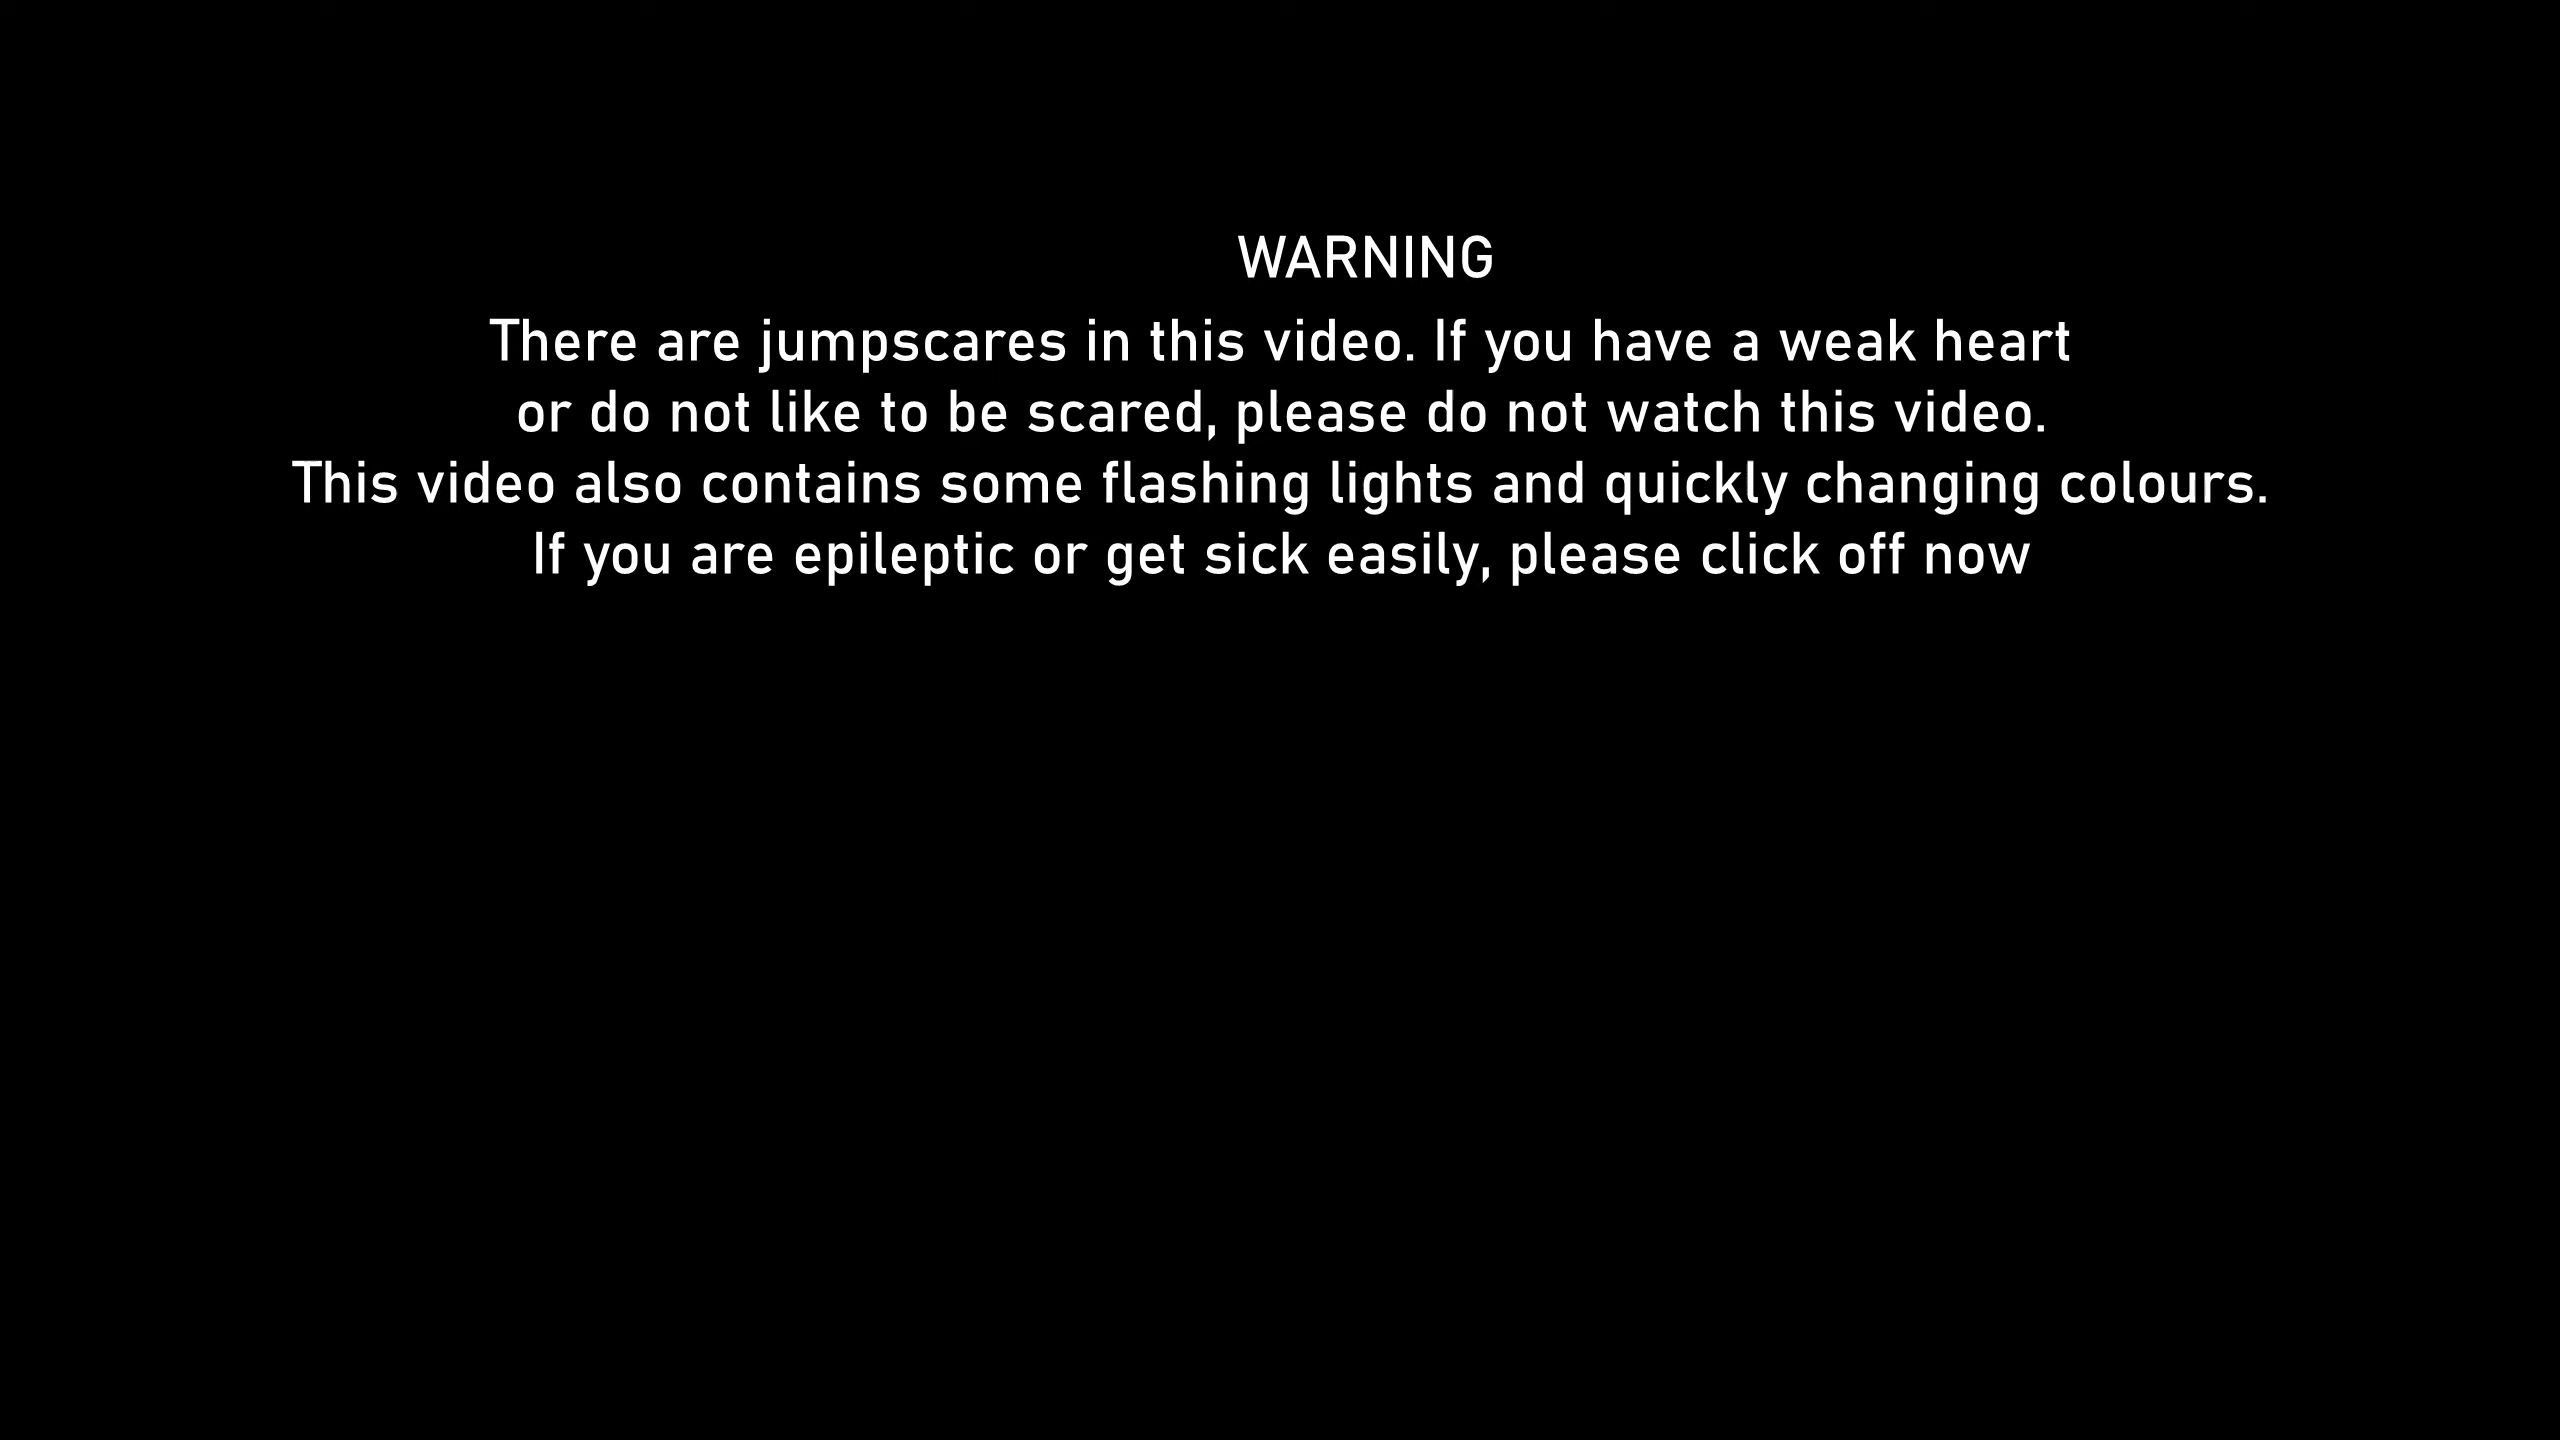 WARNING
There are jumpscares in this video. If you have a weak heart
or do not like to be scared, please do not watch this video.
This video also contains some flashing lights and quickly changing colours.
If you are epileptic or get sick easily, please click off now